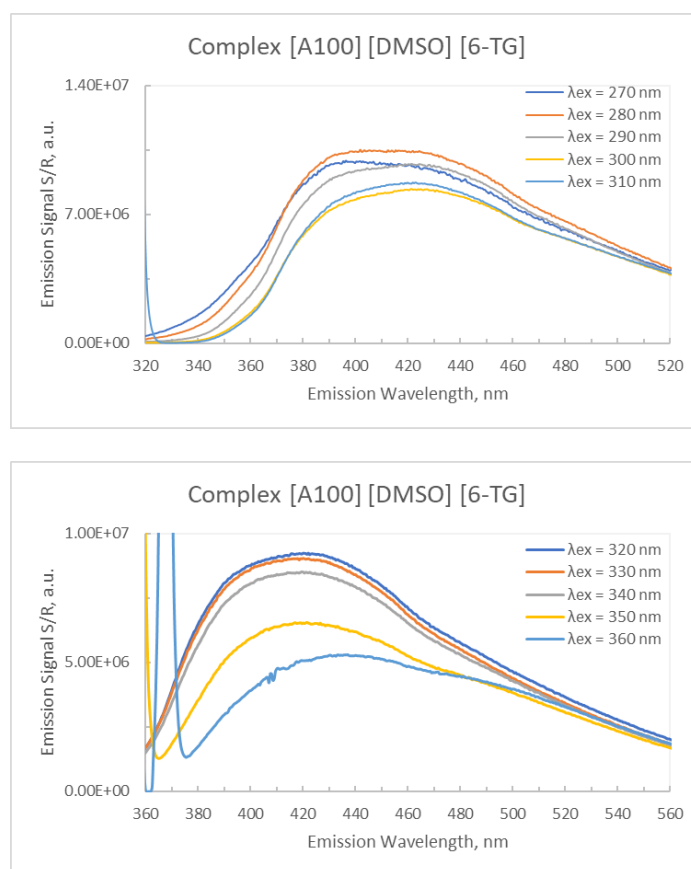 Complex [A100] [DMSO] [6-TG]
1.40E+07
7.00E+06
0.00E+00
Emission Signal S/R, a.u.
λex = 270 nm
λex = 280 nm
λex = 290 nm
λex = 300 nm
λex = 310 nm
320 340 360 380 400 420 440 460 480 500 520
Emission Wavelength, nm
Complex [A100] [DMSO] [6-TG]
1.00E+07
5.00E+06
0.00E+00
Emission Signal S/R, a.u.
λex = 320 nm
λex = 330 nm
λex = 340 nm
λex = 350 nm
λex = 360 nm
360 380 400 420 440 460 480 500 520 540 560
Emission Wavelength, nm